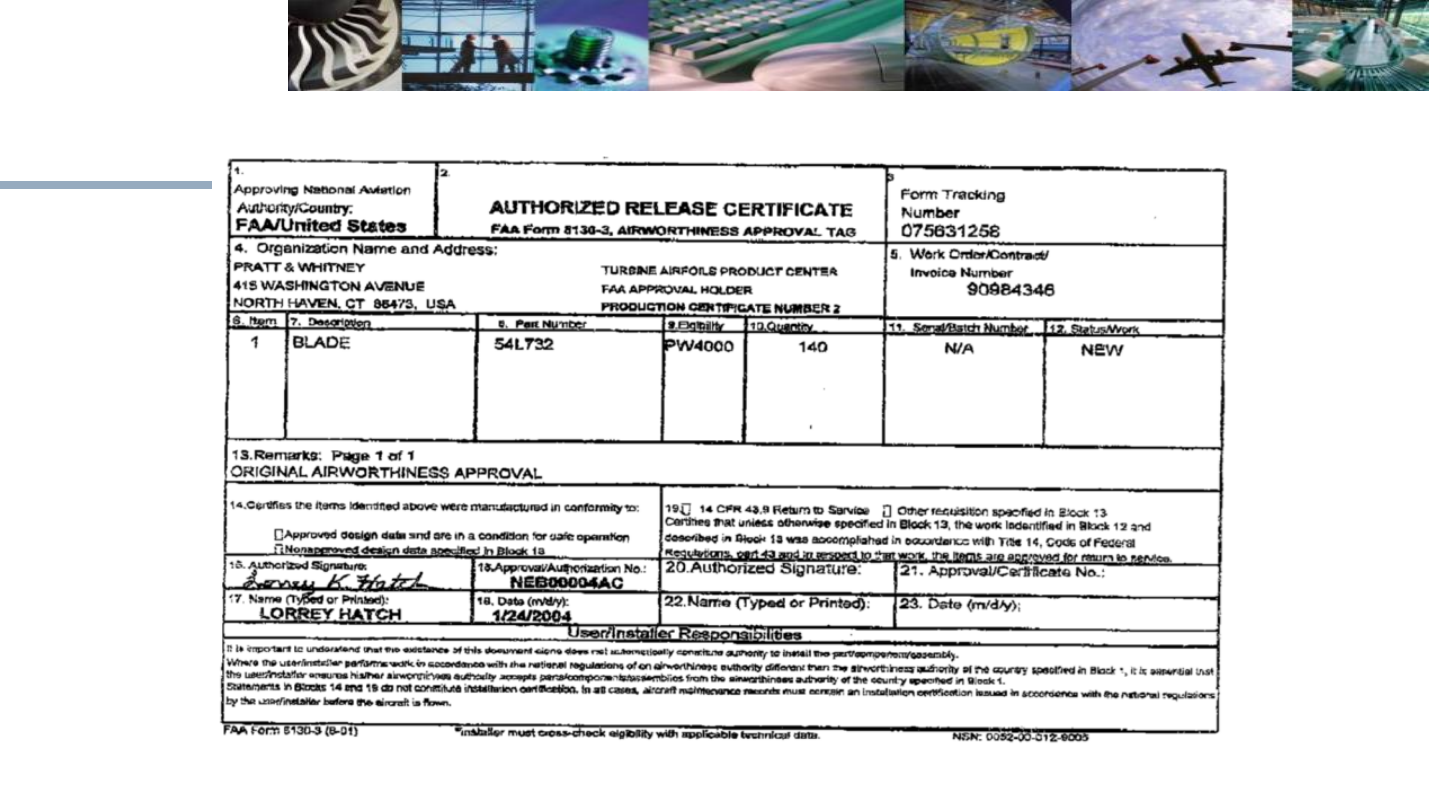 1.
Approving National Aviation
Authority/Country:
FAA/United States
2.
AUTHORIZED RELEASE CERTIFICATE
FAA Form 8130-3, AIRWORTHINESS APPROVAL TAG
3
Form Tracking
Number
075631258
4. Organization Name and Address:
PRATT & WHITNEY
415 WASHINGTON AVENUE
NORTH HAVEN, CT 86473, USA
TURBINE AIRFOILS PRODUCT CENTER
FAA APPROVAL HOLDER
PRODUCTION CERTIFICATE NUMBER 2
5. Work Order/Contract/
Invoice Number
90984346
6. Item 7. Description 8. Part Number 9.Eligibility 10.Quantity 11. Serial/Batch Number 12. Status/Work
1 BLADE 54L732 PW4000 140 N/A NEW
13.Remarks: Page 1 of 1
ORIGINAL AIRWORTHINESS APPROVAL
14.Certifies the items identified above were manufactured in conformity to:
Approved design data and are in a condition for safe operation
Nonapproved design data specified in Block 13
19. 14 CFR 43.9 Return to Service Other requisition specified in Block 13
Certifies that unless otherwise specified in Block 13, the work indentified in Block 12 and
described in Block 13 was accomplished in accordance with Title 14, Code of Federal
Regulations, part 43 and in respect to that work, the items are approved for return to service.
15. Authorized Signature:
Lorrey K Hatch
16.Approval/Authorization No.:
NEB00004AC
20.Authorized Signature:
21. Approval/Certificate No.:
17. Name (Typed or Printed):
LORREY HATCH
18. Date (m/d/y):
1/24/2004
22.Name (Typed or Printed):
23. Date (m/d/y):
User/Installer Responsibilities
It is important to understand that the existence of this document alone does not automatically constitute authority to install the part/component/assembly.
Where the user/installer performs work in accordance with the national regulations of an airworthiness authority different than the airworthiness authority of the country specified in Block 1, it is essential that
the user/installer ensures his/her airworthiness authority accepts parts/components/assemblies from the airworthiness authority of the country specified in Block 1.
Statements in Blocks 14 and 19 do not constitute installation certification. In all cases, aircraft maintenance records must contain an installation certification issued in accordance with the national regulations
by the user/installer before the aircraft is flown.
FAA Form 8130-3 (6-01) *Installer must cross-check eligibility with applicable technical data. NSN: 0052-00-012-9005